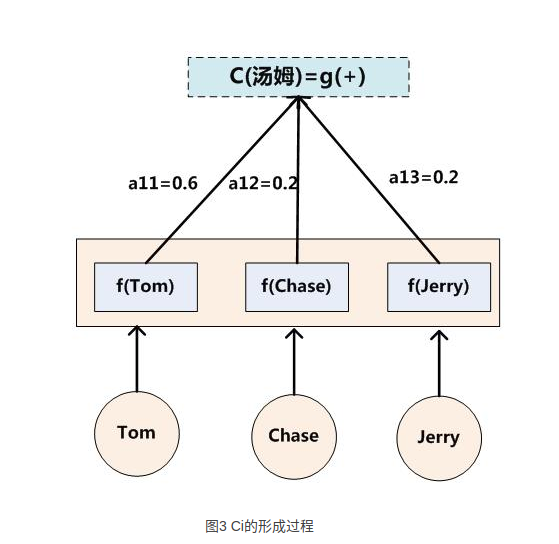 C(汤姆)=g(+)
a11=0.6 a12=0.2 a13=0.2
f(Tom) f(Chase) f(Jerry)
Tom Chase Jerry
图3 Ci的形成过程